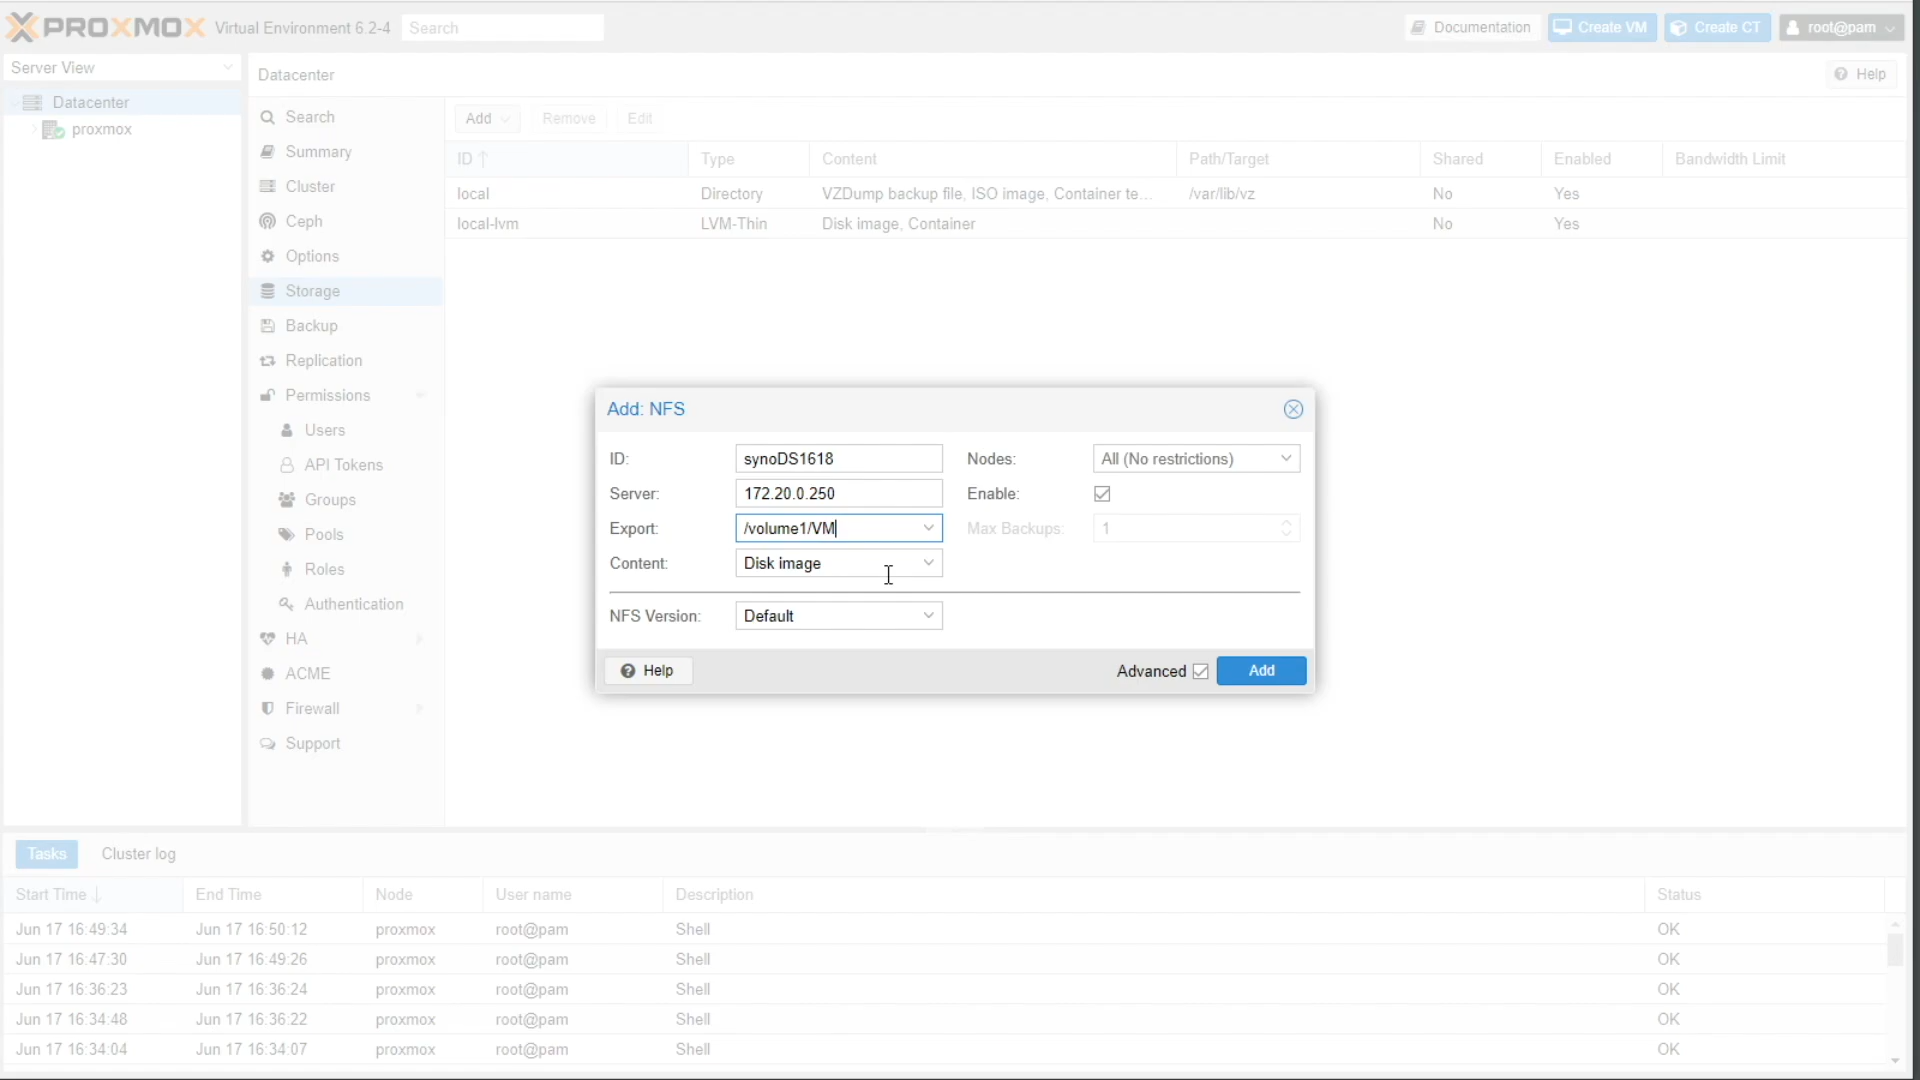 PROXMOX Virtual Environment 6.2-4 Search Documentation Create VM Create CT root@pam
Server View
Datacenter
proxmox
Datacenter Help
Search
Summary
Cluster
Ceph
Options
Storage
Backup
Replication
Permissions
Users
API Tokens
Groups
Pools
Roles
Authentication
HA
ACME
Firewall
Support
Add Remove Edit
ID Type Content Path/Target Shared Enabled Bandwidth Limit
local Directory VZDump backup file, ISO image, Container te... /var/lib/vz No Yes
local-lvm LVM-Thin Disk image, Container No Yes
Add: NFS
ID: synoDS1618 Nodes: All (No restrictions)
Server: 172.20.0.250 Enable:
Export: /volume1/VM Max Backups: 1
Content: Disk image
NFS Version: Default
Help Advanced Add
Tasks Cluster log
Start Time End Time Node User name Description Status
Jun 17 16:49:34 Jun 17 16:50:12 proxmox root@pam Shell OK
Jun 17 16:47:30 Jun 17 16:49:26 proxmox root@pam Shell OK
Jun 17 16:36:23 Jun 17 16:36:24 proxmox root@pam Shell OK
Jun 17 16:34:48 Jun 17 16:36:22 proxmox root@pam Shell OK
Jun 17 16:34:04 Jun 17 16:34:07 proxmox root@pam Shell OK